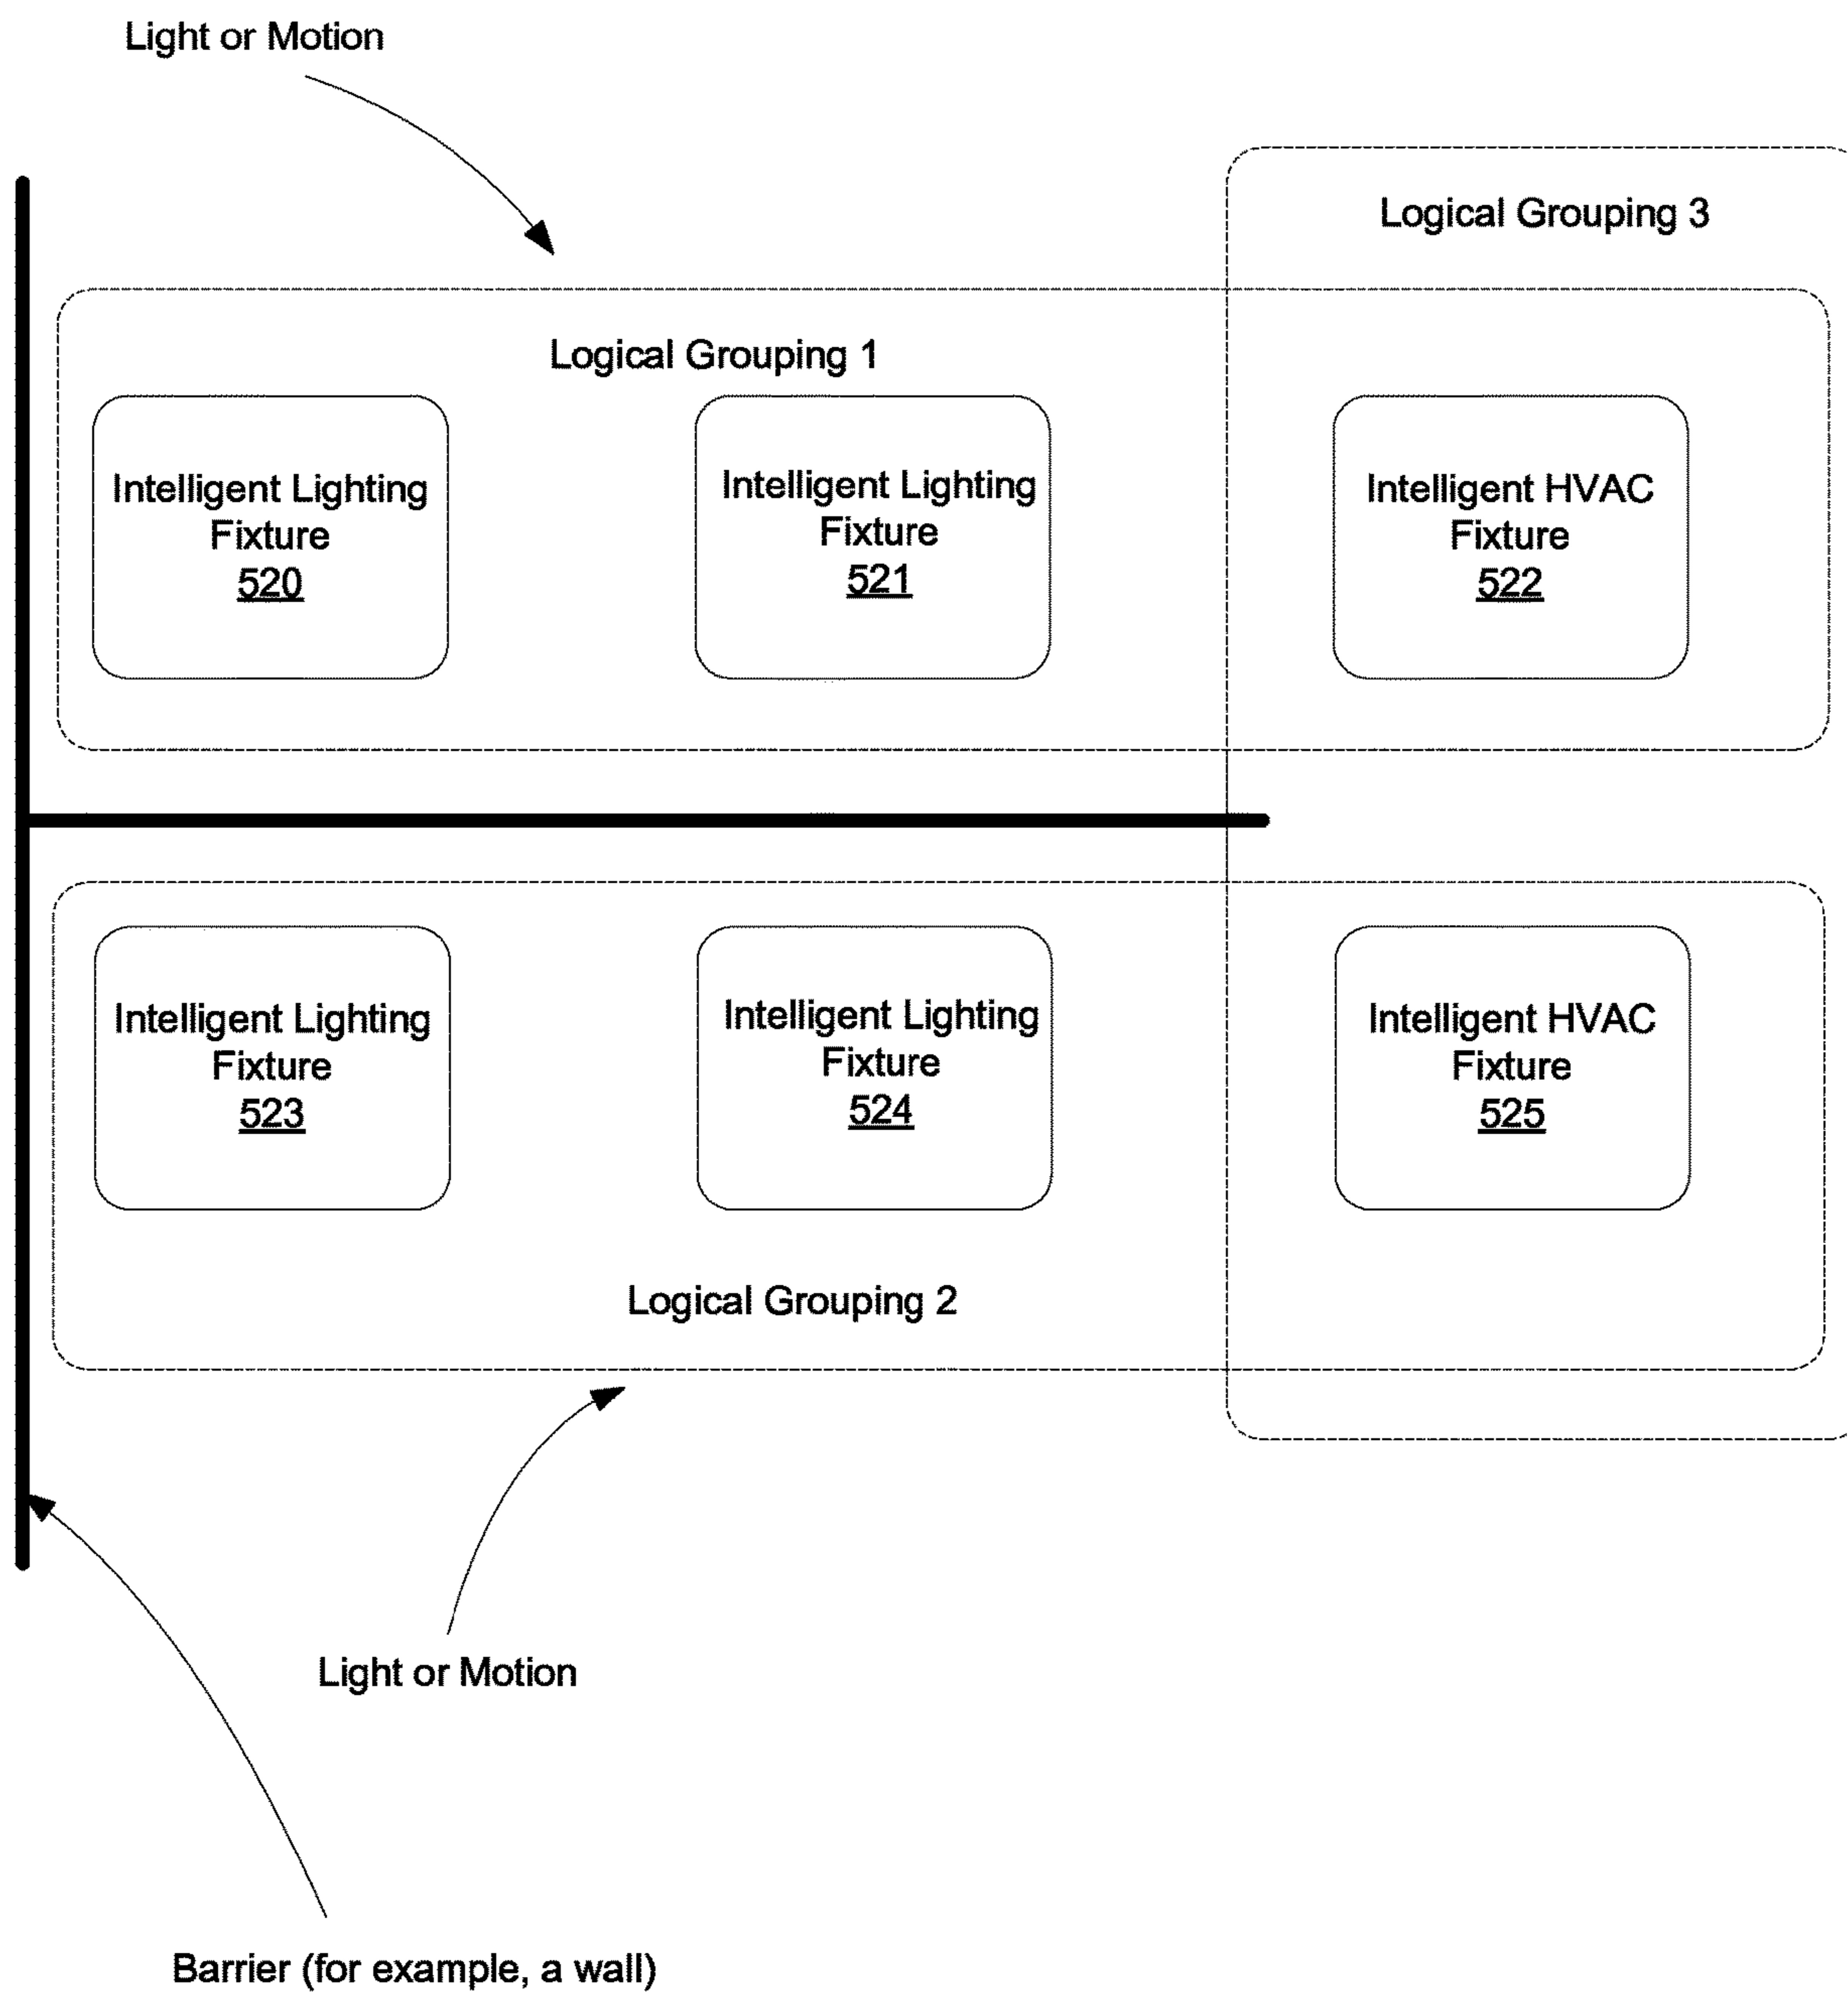 Light or Motion
Logical Grouping 3
Logical Grouping 1
Intelligent Lighting
Fixture
520
Intelligent Lighting
Fixture
521
Intelligent HVAC
Fixture
522
Intelligent Lighting
Fixture
523
Intelligent Lighting
Fixture
524
Intelligent HVAC
Fixture
525
Logical Grouping 2
Light or Motion
Barrier (for example, a wall)